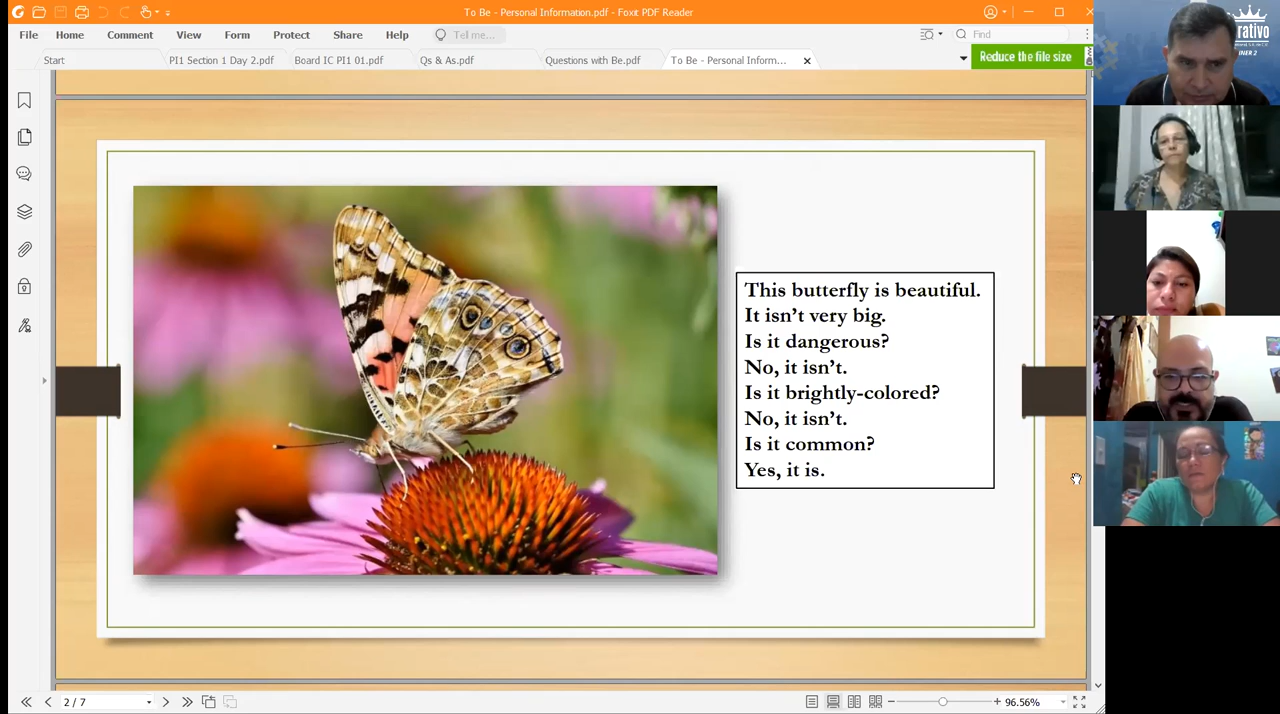 To Be - Personal Information.pdf - Foxit PDF Reader
File Home Comment View Form Protect Share Help Tell me... Find
Start PI1 Section 1 Day 2.pdf Board IC PI1 01.pdf Qs & As.pdf Questions with Be.pdf To Be - Personal Inform...
Reduce the file size
This butterfly is beautiful.
It isn't very big.
Is it dangerous?
No, it isn't.
Is it brightly-colored?
No, it isn't.
Is it common?
Yes, it is.
2 / 7 96.56%
rativo
INER 2